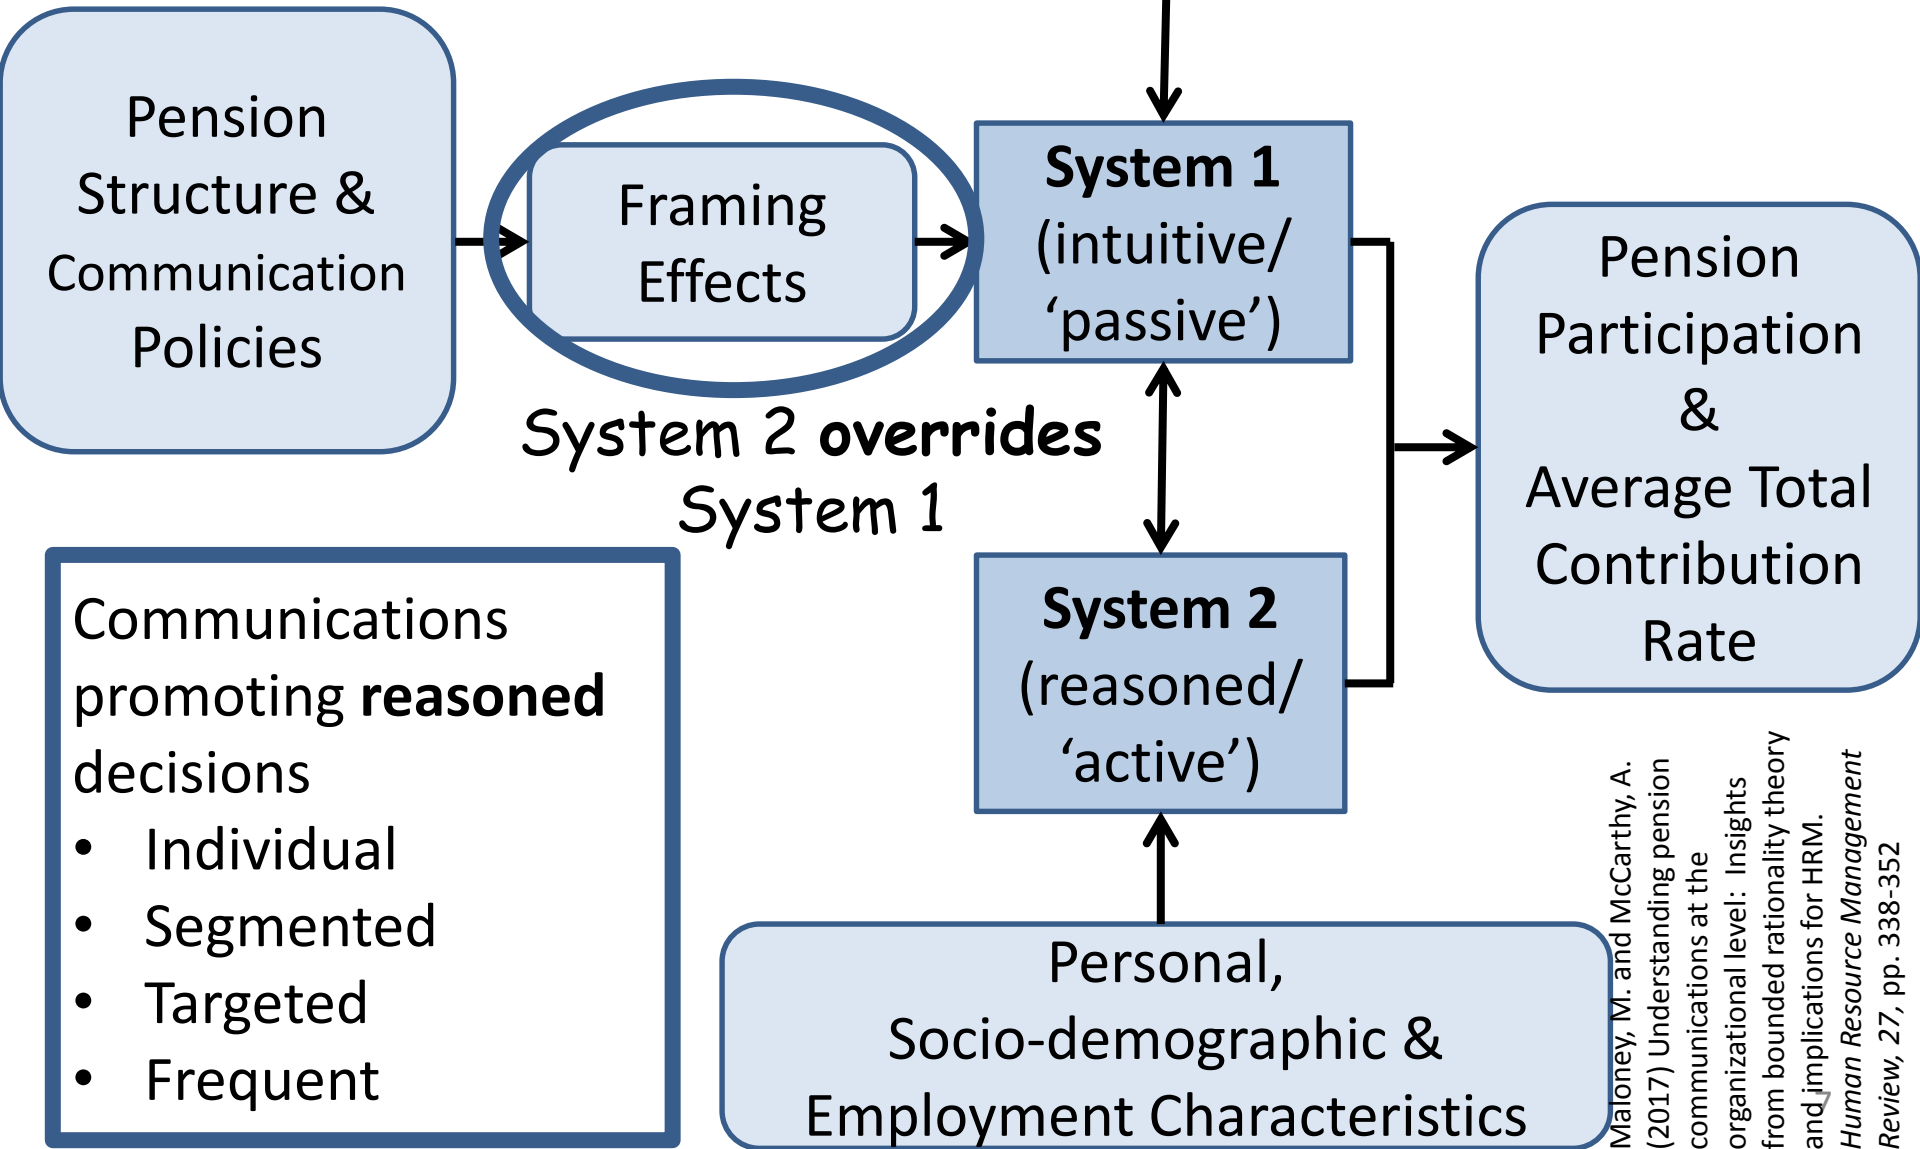 Pension
Structure &
Communication
Policies
Framing
Effects
System 1
(intuitive/
‘passive’)
Pension
Participation
&
Average Total
Contribution
Rate
System 2 overrides
System 1
System 2
(reasoned/
‘active’)
Communications
promoting reasoned
decisions
• Individual
• Segmented
• Targeted
• Frequent
Personal,
Socio-demographic &
Employment Characteristics
Maloney, M. and McCarthy, A.
(2017) Understanding pension
communications at the
organizational level: Insights
from bounded rationality theory
and implications for HRM.
Human Resource Management
Review, 27, pp. 338-352
7